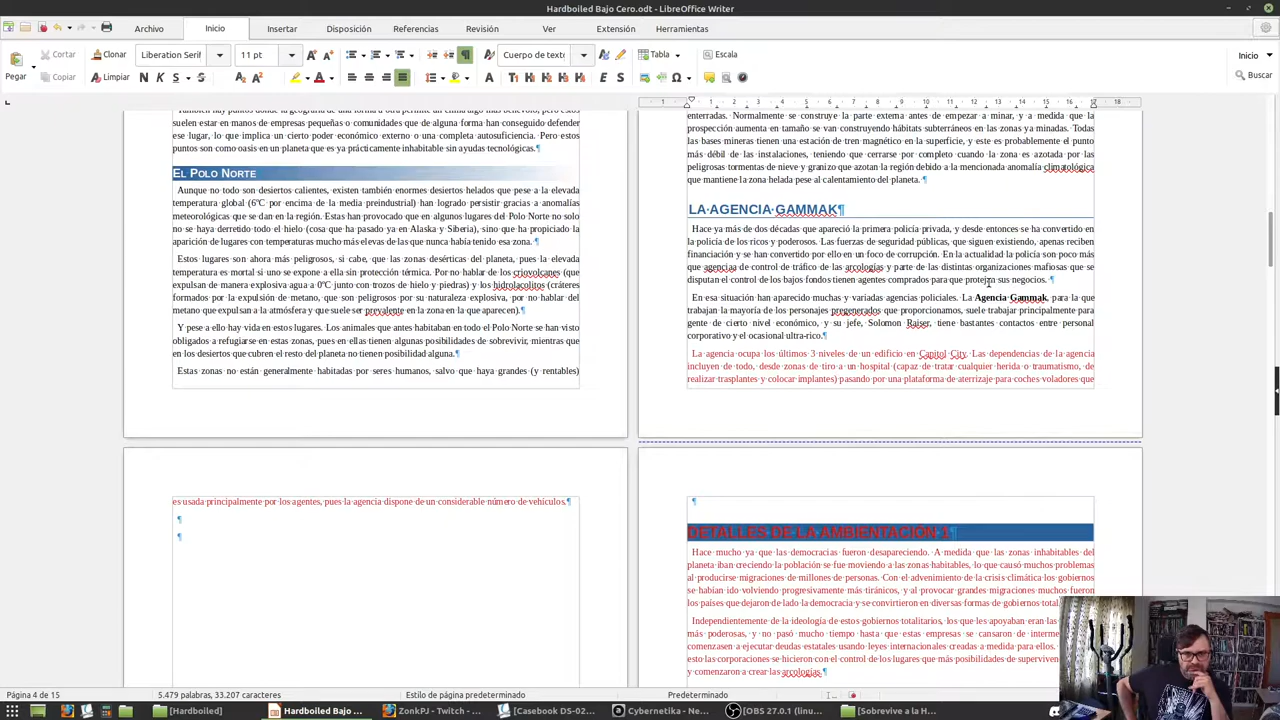 Hardboiled Bajo Cero.odt - LibreOffice Writer
Archivo Inicio Insertar Disposición Referencias Revisión Ver Extensión Herramientas
Cortar Clonar Liberation Serif 11 pt Cuerpo de texto Tabla Escala Inicio
Pegar Copiar Limpiar Buscar
suelen estar en manos de empresas pequeñas o comunidades que de alguna forma han conseguido defender
ese lugar, lo que implica un cierto poder económico externo o una completa autosuficiencia. Pero estos
puntos son como oasis en un planeta que es ya prácticamente inhabitable sin ayudas tecnológicas.¶
El Polo Norte
Aunque no todo son desiertos calientes, existen también enormes desiertos helados que pese a la elevada
temperatura global (6ºC por encima de la media preindustrial) han logrado persistir gracias a anomalías
meteorológicas que se dan en la región. Estas han provocado que en algunos lugares del Polo Norte no solo
no se haya derretido todo el hielo (cosa que ha pasado ya en Alaska y Siberia), sino que ha propiciado la
aparición de lugares con temperaturas mucho más elevas de las que nunca había tenido esa zona. ¶
Estos lugares son ahora más peligrosos, si cabe, que las zonas desérticas del planeta, pues la elevada
temperatura es mortal si uno se expone a ella sin protección térmica. Por no hablar de los criovolcanes (que
expulsan de manera explosiva agua a 0ºC junto con trozos de hielo y piedras) y los hidrolacolitos (cráteres
formados por la expulsión de metano, que son peligrosos por su naturaleza explosiva, por no hablar del
metano que expulsan a la atmósfera y que suele ser prevalente en la zona en la que aparecen).¶
Y pese a ello hay vida en estos lugares. Los animales que antes habitaban en todo el Polo Norte se han visto
obligados a refugiarse en estas zonas, pues en ellas tienen algunas posibilidades de sobrevivir, mientras que
en los desiertos que cubren el resto del planeta no tienen posibilidad alguna.¶
Estas zonas no están generalmente habitadas por seres humanos, salvo que haya grandes (y rentables)
enterradas. Normalmente se construye la parte externa antes de empezar a minar, y a medida que la
prospección aumenta en tamaño se van construyendo hábitats subterráneos en las zonas ya minadas. Todas
las bases mineras tienen una estación de tren magnético en la superficie, y este es probablemente el punto
más débil de las instalaciones, teniendo que cerrarse por completo cuando la zona es azotada por las
peligrosas tormentas de nieve y granizo que azotan la región debido a la mencionada anomalía climatológica
que mantiene la zona helada pese al calentamiento del planeta. ¶
LA AGENCIA GAMMAK¶
Hace ya más de dos décadas que apareció la primera policía privada, y desde entonces se ha convertido en
la policía de los ricos y poderosos. Las fuerzas de seguridad públicas, que siguen existiendo, apenas reciben
financiación y se han convertido por ello en un foco de corrupción. En la actualidad la policía son poco más
que agencias de control de tráfico de las arcologías y parte de las distintas organizaciones mafiosas que se
disputan el control de los bajos fondos tienen agentes comprados para que protejan sus negocios. ¶
En esa situación han aparecido muchas y variadas agencias policiales. La Agencia Gammak, para la que
trabajan la mayoría de los personajes pregenerados que proporcionamos, suele trabajar principalmente para
gente de cierto nivel económico, y su jefe, Solomon Raiser, tiene bastantes contactos entre personal
corporativo y el ocasional ultra-rico.¶
La agencia ocupa los últimos 3 niveles de un edificio en Capitol City. Las dependencias de la agencia
incluyen de todo, desde zonas de tiro a un hospital (capaz de tratar cualquier herida o traumatismo, de
realizar trasplantes y colocar implantes) pasando por una plataforma de aterrizaje para coches voladores que
es usada principalmente por los agentes, pues la agencia dispone de un considerable número de vehículos.¶
¶
¶
¶
DETALLES DE LA AMBIENTACIÓN 1¶
Hace mucho ya que las democracias fueron desapareciendo. A medida que las zonas inhabitables del
planeta iban creciendo la población se fue moviendo a las zonas habitables, lo que causó muchos problemas
al producirse migraciones de millones de personas. Con el advenimiento de la crisis climática los gobiernos
se habían ido volviendo progresivamente más tiránicos, y al provocar grandes migraciones muchos fueron
los países que dejaron de lado la democracia y se convirtieron en diversas formas de gobiernos
Independientemente de la ideología de estos gobiernos totalitarios, los que les apoyaban eran las
más poderosas, y no pasó mucho tiempo hasta que estas empresas se cansaron de
comenzasen a ejecutar deudas estatales usando leyes internacionales creadas a medida para ellos.
esto las corporaciones se hicieron con el control de los lugares que más posibilidades de
y comenzaron a crear las arcologías.¶
Página 4 de 15 5.479 palabras, 33.207 caracteres Estilo de página predeterminado Predeterminado
[Hardboiled] Hardboiled Bajo ... ZonkPJ - Twitch - ... [Casebook DS-02... Cybernetika - Ne... [OBS 27.0.1 (linu... [Sobrevive a la H...